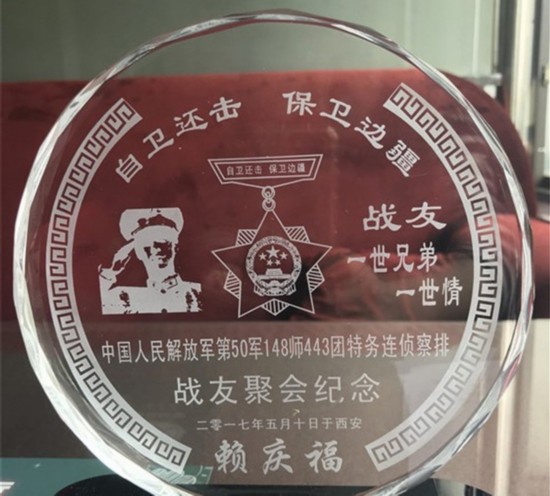 自卫还击 保卫边疆
自卫还击 保卫边疆
战友
一世兄弟
一世情
中国人民解放军第50军148师443团特务连侦察排
战友聚会纪念
二零一七年五月十日于西安
赖庆福